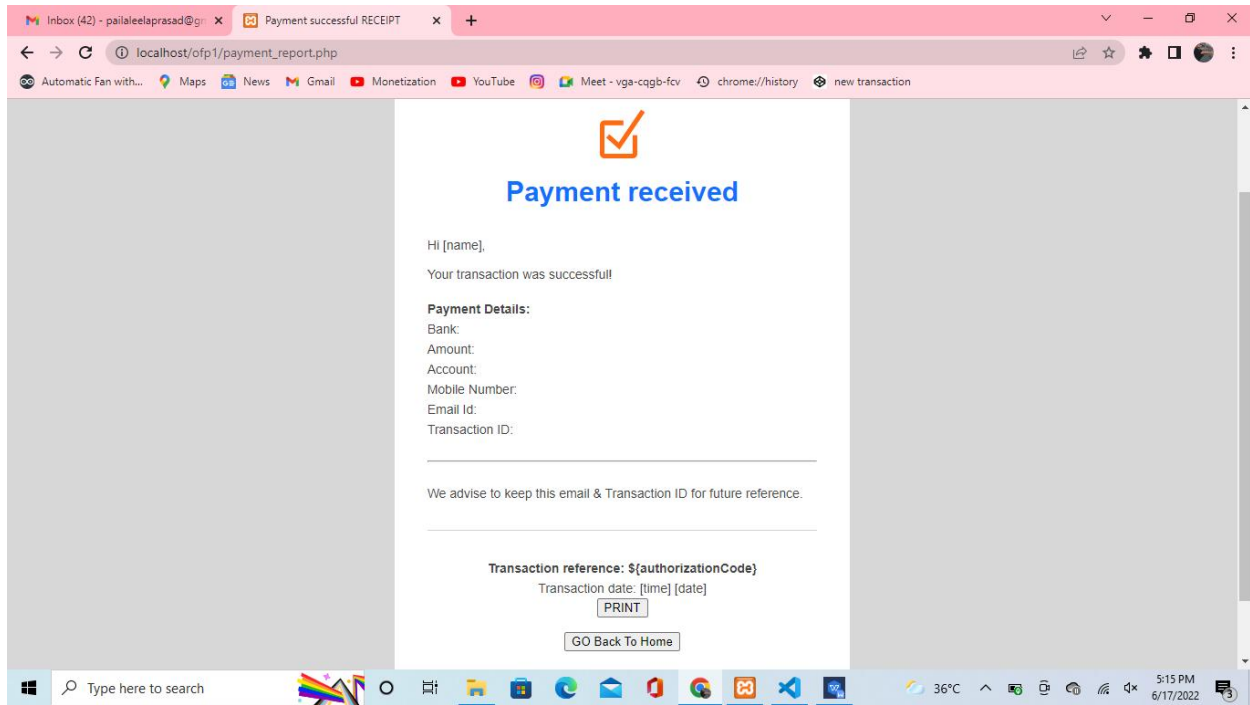 Inbox (42) - pailaleelaprasad@gm
Payment successful RECEIPT
localhost/ofp1/payment_report.php
Automatic Fan with...
Maps
News
Gmail
Monetization
YouTube
Meet - vga-cqgb-fcv
chrome://history
new transaction
Payment received
Hi [name],
Your transaction was successful!
Payment Details:
Bank:
Amount:
Account:
Mobile Number:
Email Id:
Transaction ID:
We advise to keep this email & Transaction ID for future reference.
Transaction reference: ${authorizationCode}
Transaction date: [time] [date]
PRINT
GO Back To Home
Type here to search
36°C
5:15 PM
6/17/2022
3